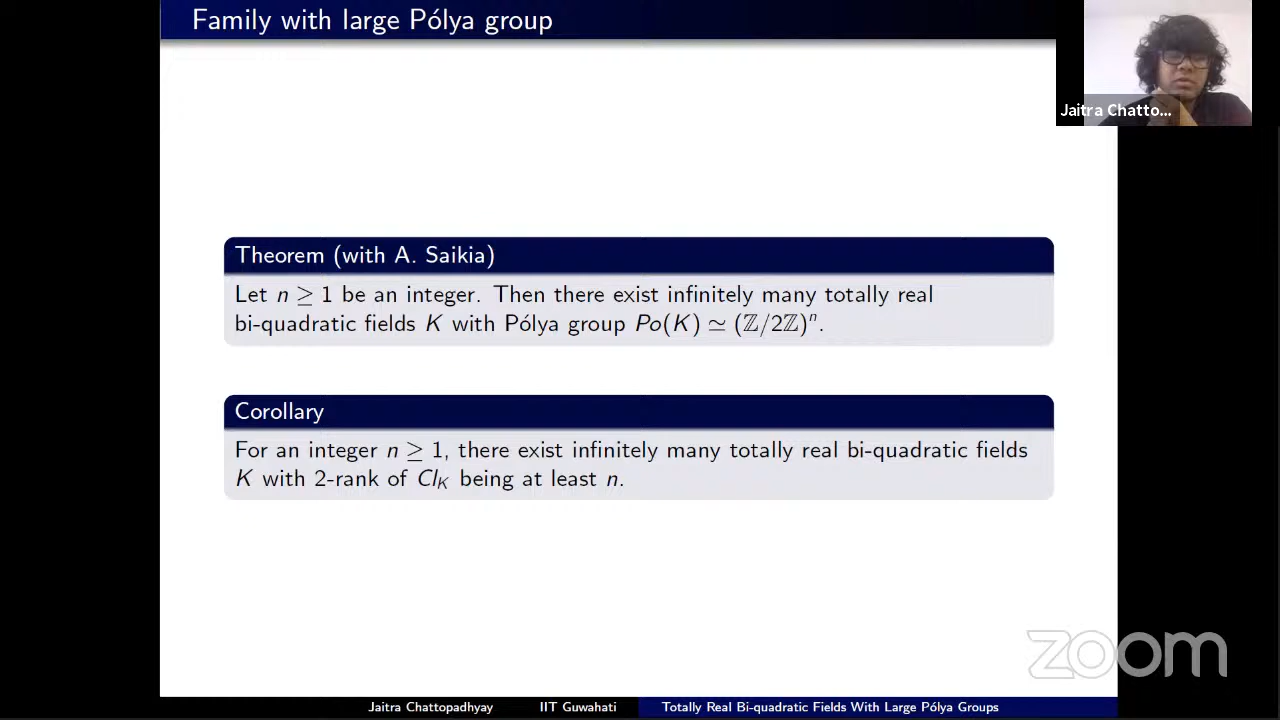 Family with large Pólya group
Jaitra Chatto...
Theorem (with A. Saikia)
Let n ≥ 1 be an integer. Then there exist infinitely many totally real
bi-quadratic fields K with Pólya group Po(K) ≃ (ℤ/2ℤ)ⁿ.
Corollary
For an integer n ≥ 1, there exist infinitely many totally real bi-quadratic fields
K with 2-rank of Cl_K being at least n.
zoom
Jaitra Chattopadhyay IIT Guwahati Totally Real Bi-quadratic Fields With Large Pólya Groups